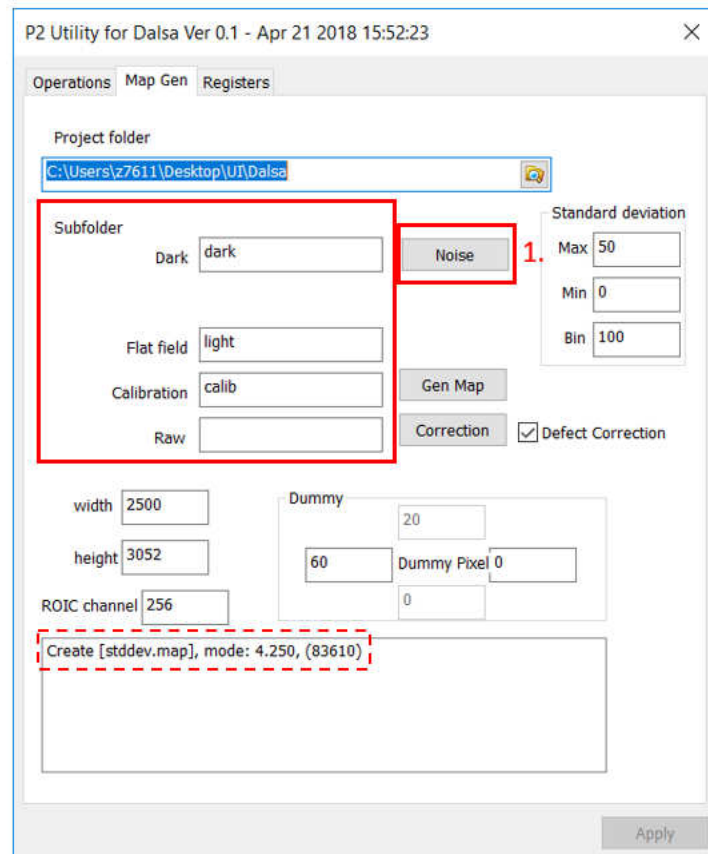 P2 Utility for Dalsa Ver 0.1 - Apr 21 2018 15:52:23
Operations Map Gen Registers
Project folder
C:\Users\z7611\Desktop\UI\Dalsa
Subfolder
Standard deviation
Dark dark Noise 1. Max 50
Min 0
Flat field light Bin 100
Calibration calib Gen Map
Raw Correction Defect Correction
width 2500 Dummy
20
height 3052 60 Dummy Pixel 0
ROIC channel 256 0
Create [stddev.map], mode: 4.250, (83610)
Apply